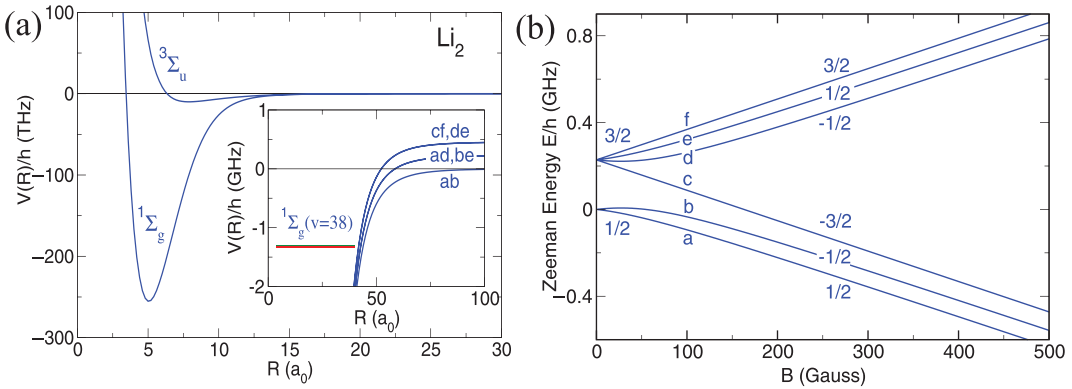 (a)
Li₂
³Σᵤ
¹Σg
V(R)/h (THz)
100
0
−100
−200
−300
0
5
10
15
20
25
30
R (a₀)
V(R)/h (GHz)
1
0
-1
-2
cf,de
ad,be
ab
¹Σg(v=38)
0
50
100
R (a₀)
(b)
Zeeman Energy E/h (GHz)
0.8
0.4
0
−0.4
3/2
1/2
-1/2
3/2
f
e
d
c
b
a
1/2
-3/2
-1/2
1/2
0
100
200
300
400
500
B (Gauss)